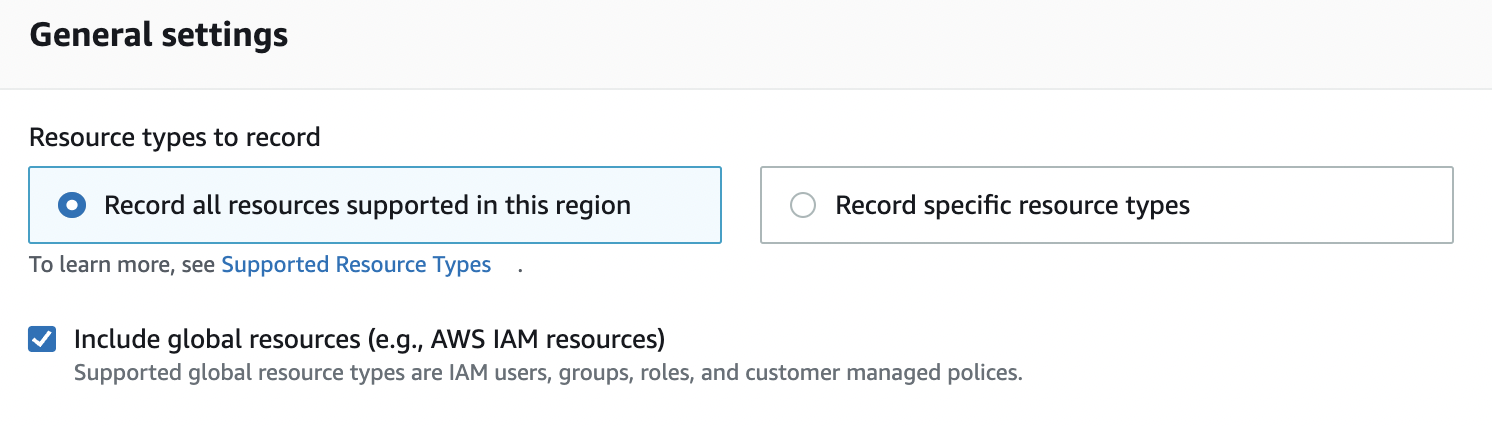 General settings
Resource types to record
Record all resources supported in this region
Record specific resource types
To learn more, see Supported Resource Types .
Include global resources (e.g., AWS IAM resources)
Supported global resource types are IAM users, groups, roles, and customer managed polices.